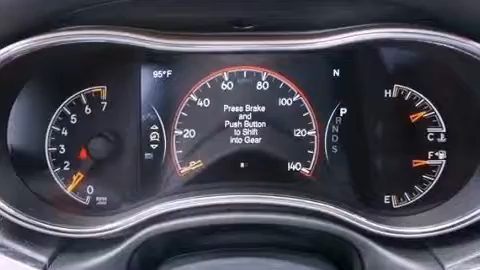 95°F
N
7
6
5
4
3
2
0
60
80
40
100
20
120
140
Press Brake
and
Push Button
to Shift
into Gear
P
R
N
D
S
H
C
F
E